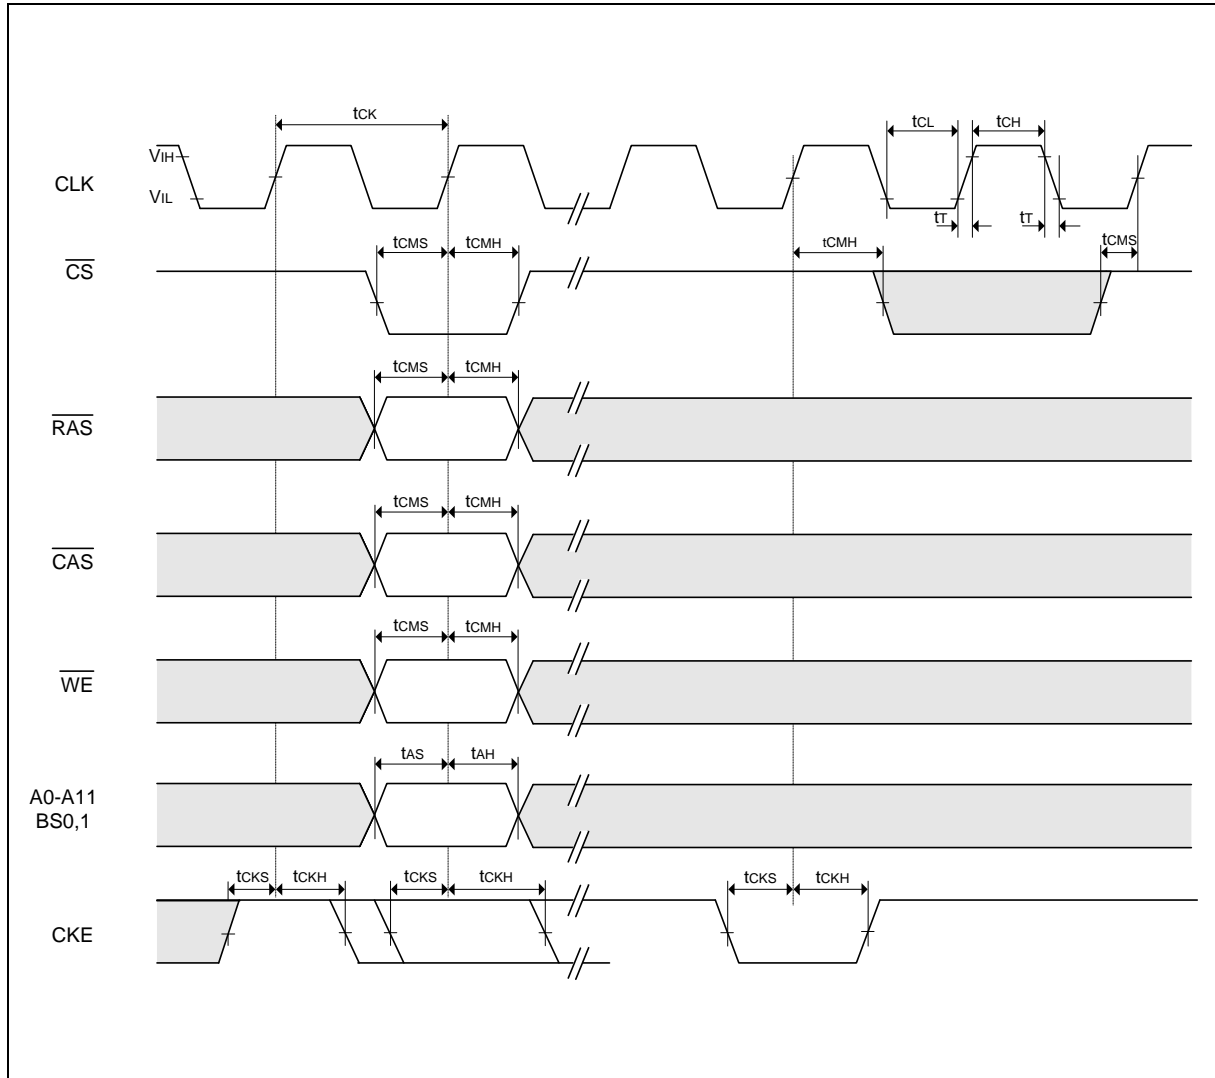 tCK
tCL
tCH
VIH
CLK
VIL
tT
tT
tCMS
tCMH
tCMH
tCMS
CS
tCMS
tCMH
RAS
tCMS
tCMH
CAS
tCMS
tCMH
WE
tAS
tAH
A0-A11
BS0,1
tCKS
tCKH
tCKS
tCKH
tCKS
tCKH
CKE